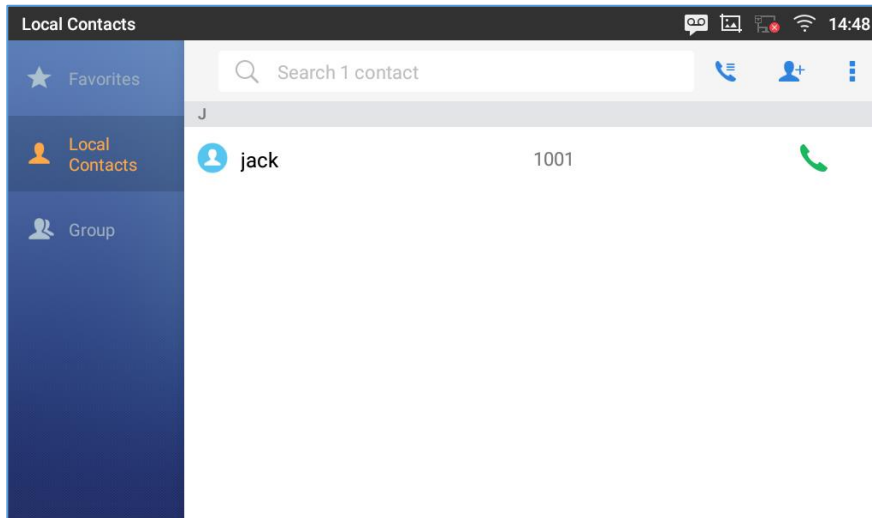 Local Contacts
14:48
Favorites
Search 1 contact
J
Local
Contacts
jack
1001
Group